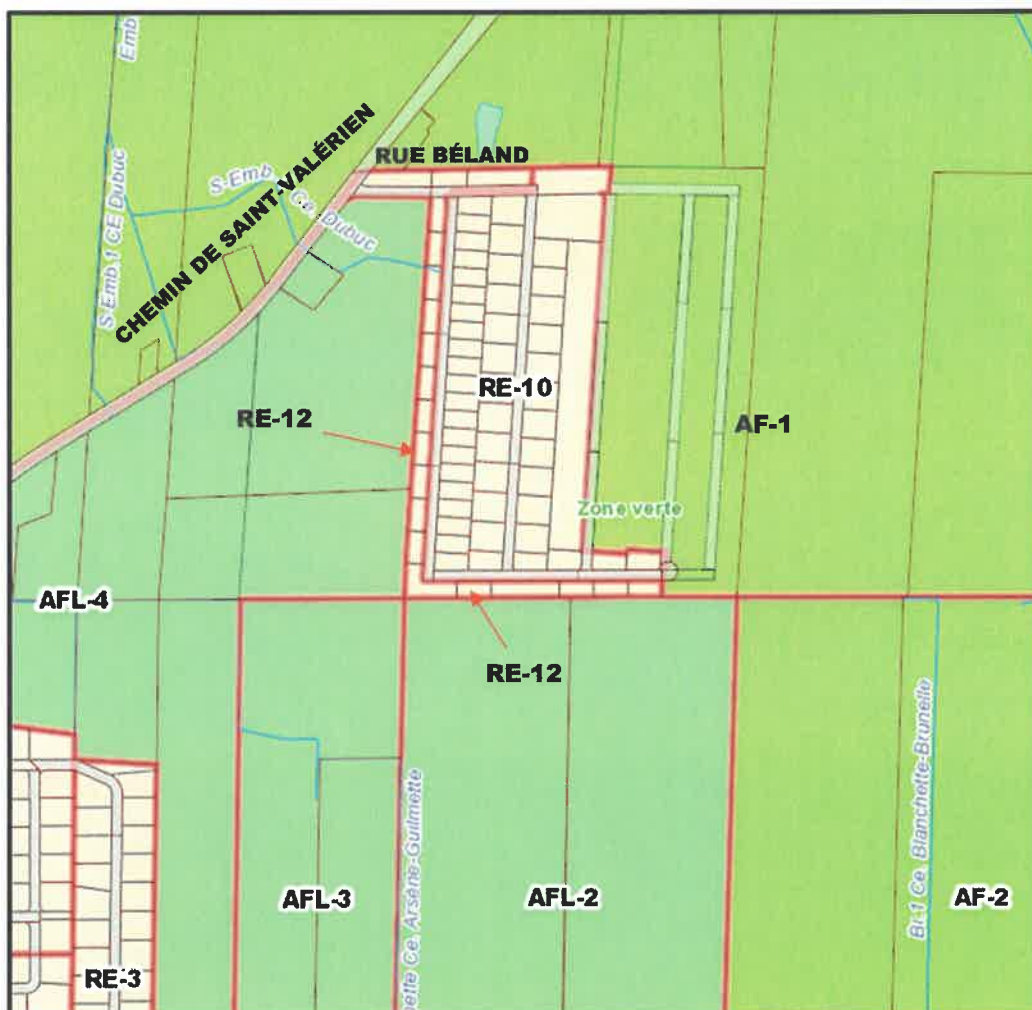 Emb
RUE BÉLAND
CHEMIN DE SAINT-VALÉRIEN
S-Emb
Ce. Dubuc
S-Emb.1 CE Dubuc
RE-10
RE-12
AF-1
Zone verte
AFL-4
RE-12
AFL-3
AFL-2
AF-2
RE-3
ette Ce. Arsène-Guilmette
Br.1 Ce. Blanchette-Brunelle